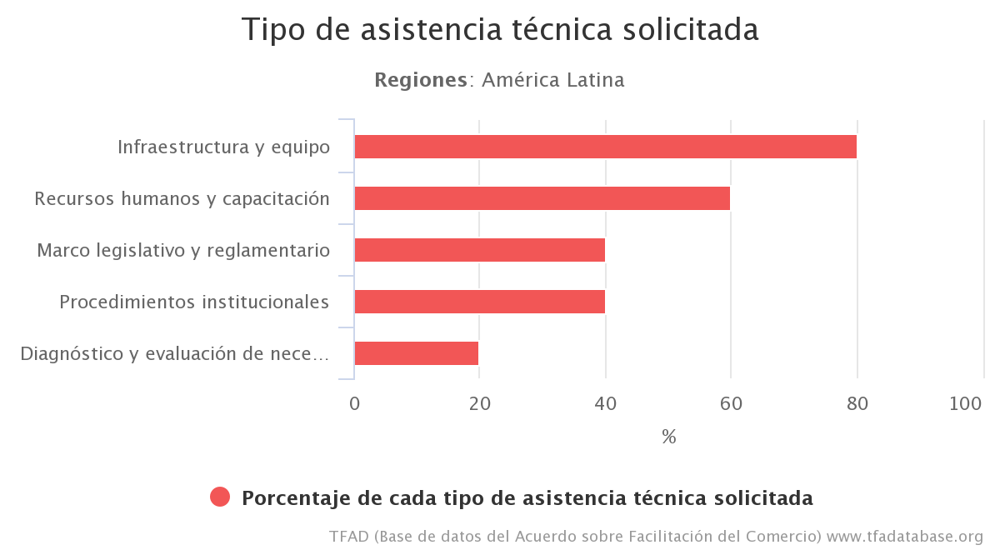 Tipo de asistencia técnica solicitada
Regiones: América Latina
Infraestructura y equipo
Recursos humanos y capacitación
Marco legislativo y reglamentario
Procedimientos institucionales
Diagnóstico y evaluación de nece...
0 20 40 60 80 100
%
Porcentaje de cada tipo de asistencia técnica solicitada
TFAD (Base de datos del Acuerdo sobre Facilitación del Comercio) www.tfadatabase.org